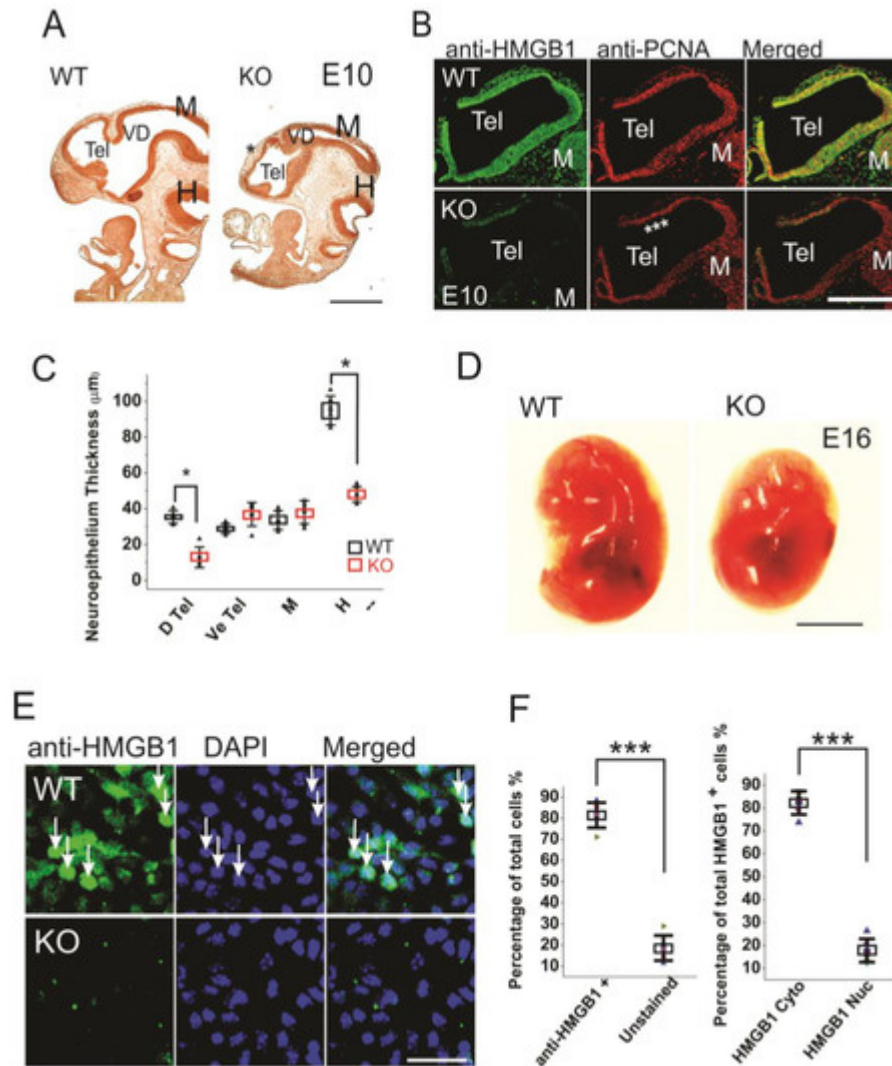 A
WT KO E10
M
VD
Tel
H
* VD M
Tel
H
B
anti-HMGB1 anti-PCNA Merged
WT
Tel Tel
M M
KO
***
Tel Tel
E10 M M
C
Neuroepithelium Thickness (μm)
100
80
60
40
20
0
*
*
WT
KO
D Tel
Ve Tel
M
H
D
WT KO
E16
E
anti-HMGB1 DAPI Merged
WT
KO
F
***
Percentage of total cells %
90
80
70
60
50
40
30
20
10
anti-HMGB1 +
Unstained
***
Percentage of total HMGB1 + cells %
90
80
70
60
50
40
30
20
10
HMGB1 Cyto
HMGB1 Nuc